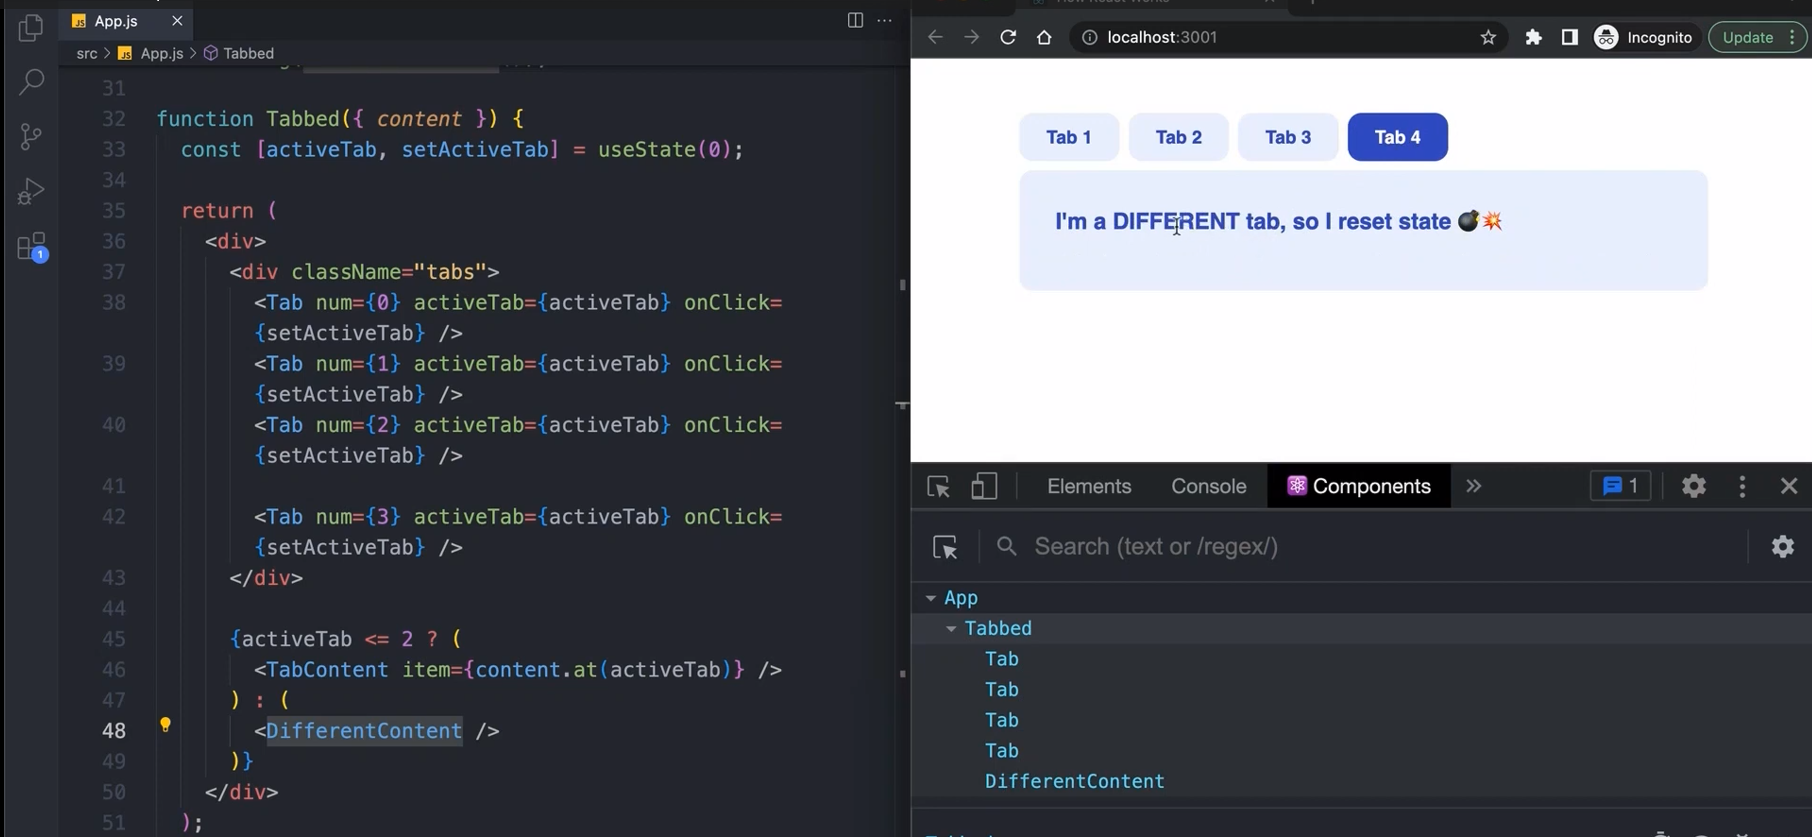 App.js
src > App.js > Tabbed
31
32 function Tabbed({ content }) {
33 const [activeTab, setActiveTab] = useState(0);
34
35 return (
36 <div>
37 <div className="tabs">
38 <Tab num={0} activeTab={activeTab} onClick=
{setActiveTab} />
39 <Tab num={1} activeTab={activeTab} onClick=
{setActiveTab} />
40 <Tab num={2} activeTab={activeTab} onClick=
{setActiveTab} />
41
42 <Tab num={3} activeTab={activeTab} onClick=
{setActiveTab} />
43 </div>
44
45 {activeTab <= 2 ? (
46 <TabContent item={content.at(activeTab)} />
47 ) : (
48 <DifferentContent />
49 )}
50 </div>
51 );
1
localhost:3001
Incognito
Update
Tab 1 Tab 2 Tab 3 Tab 4
I'm a DIFFERENT tab, so I reset state 💣💥
Elements Console Components 1
Search (text or /regex/)
App
Tabbed
Tab
Tab
Tab
Tab
DifferentContent